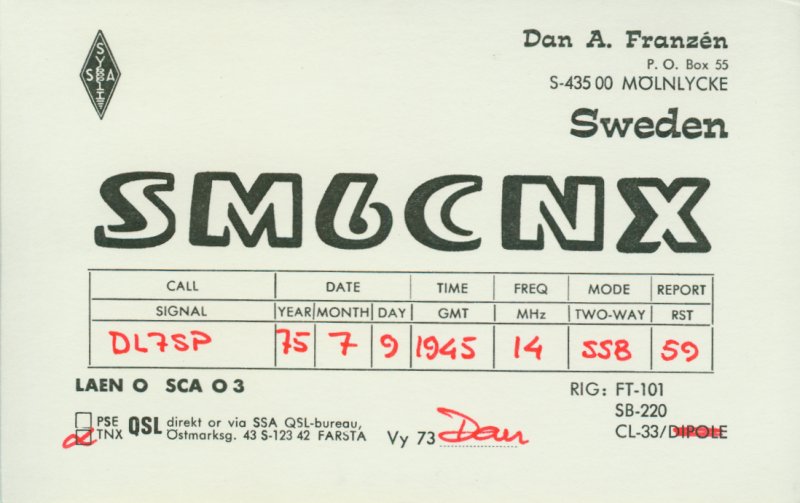 Dan A. Franzén
P. O. Box 55
S-435 00 MÖLNLYCKE
Sweden
SSA
SM6CNX
CALL DATE TIME FREQ MODE REPORT
SIGNAL YEAR MONTH DAY GMT MHz TWO-WAY RST
DL7SP 75 7 9 1945 14 SSB 59
LAEN O SCA O 3 RIG: FT-101
SB-220
PSE QSL direkt or via SSA QSL-bureau,
TNX Östmarksg. 43 S-123 42 FARSTA Vy 73 Dan CL-33/DIPOLE